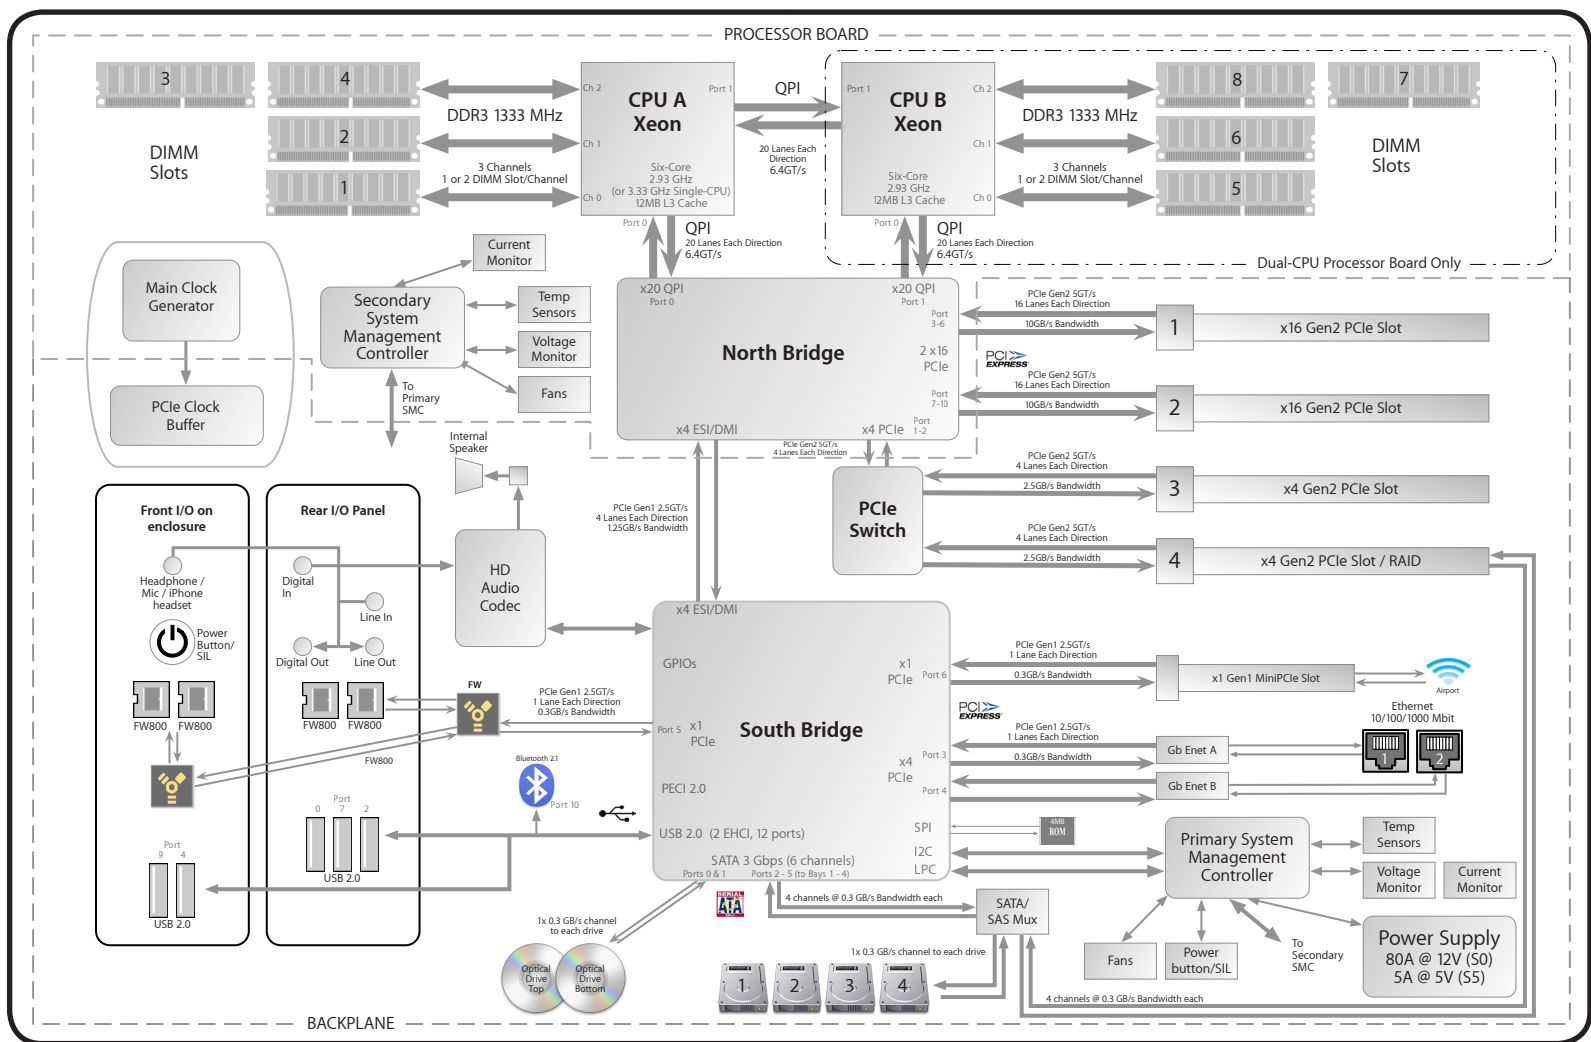 PROCESSOR BOARD
3
4
2
1
DIMM
Slots
DDR3 1333 MHz
3 Channels
1 or 2 DIMM Slot/Channel
Ch 2
Ch 1
Ch 0
CPU A
Xeon
Port 1
Six-Core
2.93 GHz
(or 3.33 GHz Single-CPU)
12MB L3 Cache
Port 0
QPI
20 Lanes Each
Direction
6.4GT/s
Port 1
CPU B
Xeon
Six-Core
2.93 GHz
12MB L3 Cache
Port 0
Ch 2
Ch 1
Ch 0
DDR3 1333 MHz
3 Channels
1 or 2 DIMM Slot/Channel
8
7
6
5
DIMM
Slots
QPI
20 Lanes Each Direction
6.4GT/s
QPI
20 Lanes Each Direction
6.4GT/s
Dual-CPU Processor Board Only
Main Clock
Generator
PCIe Clock
Buffer
Secondary
System
Management
Controller
Current
Monitor
Temp
Sensors
Voltage
Monitor
Fans
To
Primary
SMC
x20 QPI
Port 0
x20 QPI
Port 1
Port
3-6
North Bridge
2 x16
PCIe
Port
7-10
x4 ESI/DMI
x4 PCIe
Port
1-2
PCI
EXPRESS
PCIe Gen2 5GT/s
16 Lanes Each Direction
10GB/s Bandwidth
1
x16 Gen2 PCIe Slot
PCIe Gen2 5GT/s
16 Lanes Each Direction
10GB/s Bandwidth
2
x16 Gen2 PCIe Slot
PCIe Gen2 5GT/s
4 Lanes Each Direction
PCIe
Switch
PCIe Gen2 5GT/s
4 Lanes Each Direction
2.5GB/s Bandwidth
3
x4 Gen2 PCIe Slot
PCIe Gen2 5GT/s
4 Lanes Each Direction
2.5GB/s Bandwidth
4
x4 Gen2 PCIe Slot / RAID
Internal
Speaker
PCIe Gen1 2.5GT/s
4 Lanes Each Direction
1.25GB/s Bandwidth
HD
Audio
Codec
Front I/O on
enclosure
Headphone /
Mic / iPhone
headset
Power
Button/
SIL
FW800
FW800
Port
9
4
USB 2.0
Rear I/O Panel
Digital
In
Line In
Digital Out
Line Out
FW800
FW800
Port
0
7
2
USB 2.0
FW
FW800
PCIe Gen1 2.5GT/s
1 Lane Each Direction
0.3GB/s Bandwidth
Bluetooth 2.1
Port 10
x4 ESI/DMI
GPIOs
x1
PCIe
Port 6
South Bridge
Port 5
x1
PCIe
Port 3
x4
PCIe
Port 4
PECI 2.0
SPI
USB 2.0 (2 EHCI, 12 ports)
I2C
LPC
SATA 3 Gbps (6 channels)
Ports 0 & 1
Ports 2 - 5 (to Bays 1 - 4)
PCIe Gen1 2.5GT/s
1 Lane Each Direction
0.3GB/s Bandwidth
x1 Gen1 MiniPCIe Slot
Airport
PCI
EXPRESS
PCIe Gen1 2.5GT/s
1 Lanes Each Direction
0.3GB/s Bandwidth
Gb Enet A
Gb Enet B
Ethernet
10/100/1000 Mbit
1
2
4MB
ROM
Primary System
Management
Controller
Temp
Sensors
Voltage
Monitor
Current
Monitor
Fans
Power
button/SIL
To
Secondary
SMC
Power Supply
80A @ 12V (S0)
5A @ 5V (S5)
SERIAL
ATA
4 channels @ 0.3 GB/s Bandwidth each
SATA/
SAS Mux
1x 0.3 GB/s channel
to each drive
Optical
Drive
Top
Optical
Drive
Bottom
1x 0.3 GB/s channel to each drive
1
2
3
4
4 channels @ 0.3 GB/s Bandwidth each
BACKPLANE